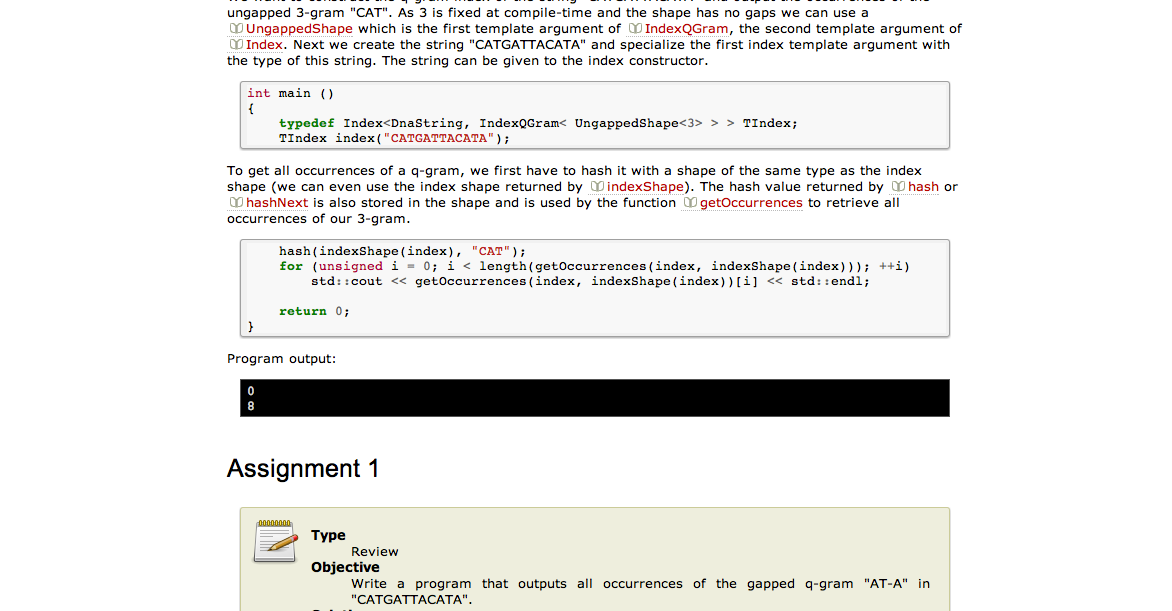 ungapped 3-gram "CAT". As 3 is fixed at compile-time and the shape has no gaps we can use a
UngappedShape which is the first template argument of IndexQGram, the second template argument of
Index. Next we create the string "CATGATTACATA" and specialize the first index template argument with
the type of this string. The string can be given to the index constructor.
int main ()
{
    typedef Index<DnaString, IndexQGram< UngappedShape<3> > > TIndex;
    TIndex index("CATGATTACATA");
To get all occurrences of a q-gram, we first have to hash it with a shape of the same type as the index
shape (we can even use the index shape returned by indexShape). The hash value returned by hash or
hashNext is also stored in the shape and is used by the function getOccurrences to retrieve all
occurrences of our 3-gram.
    hash(indexShape(index), "CAT");
    for (unsigned i = 0; i < length(getOccurrences(index, indexShape(index))); ++i)
        std::cout << getOccurrences(index, indexShape(index))[i] << std::endl;
    return 0;
}
Program output:
0
8
Assignment 1
Type
Review
Objective
Write a program that outputs all occurrences of the gapped q-gram "AT-A" in
"CATGATTACATA".